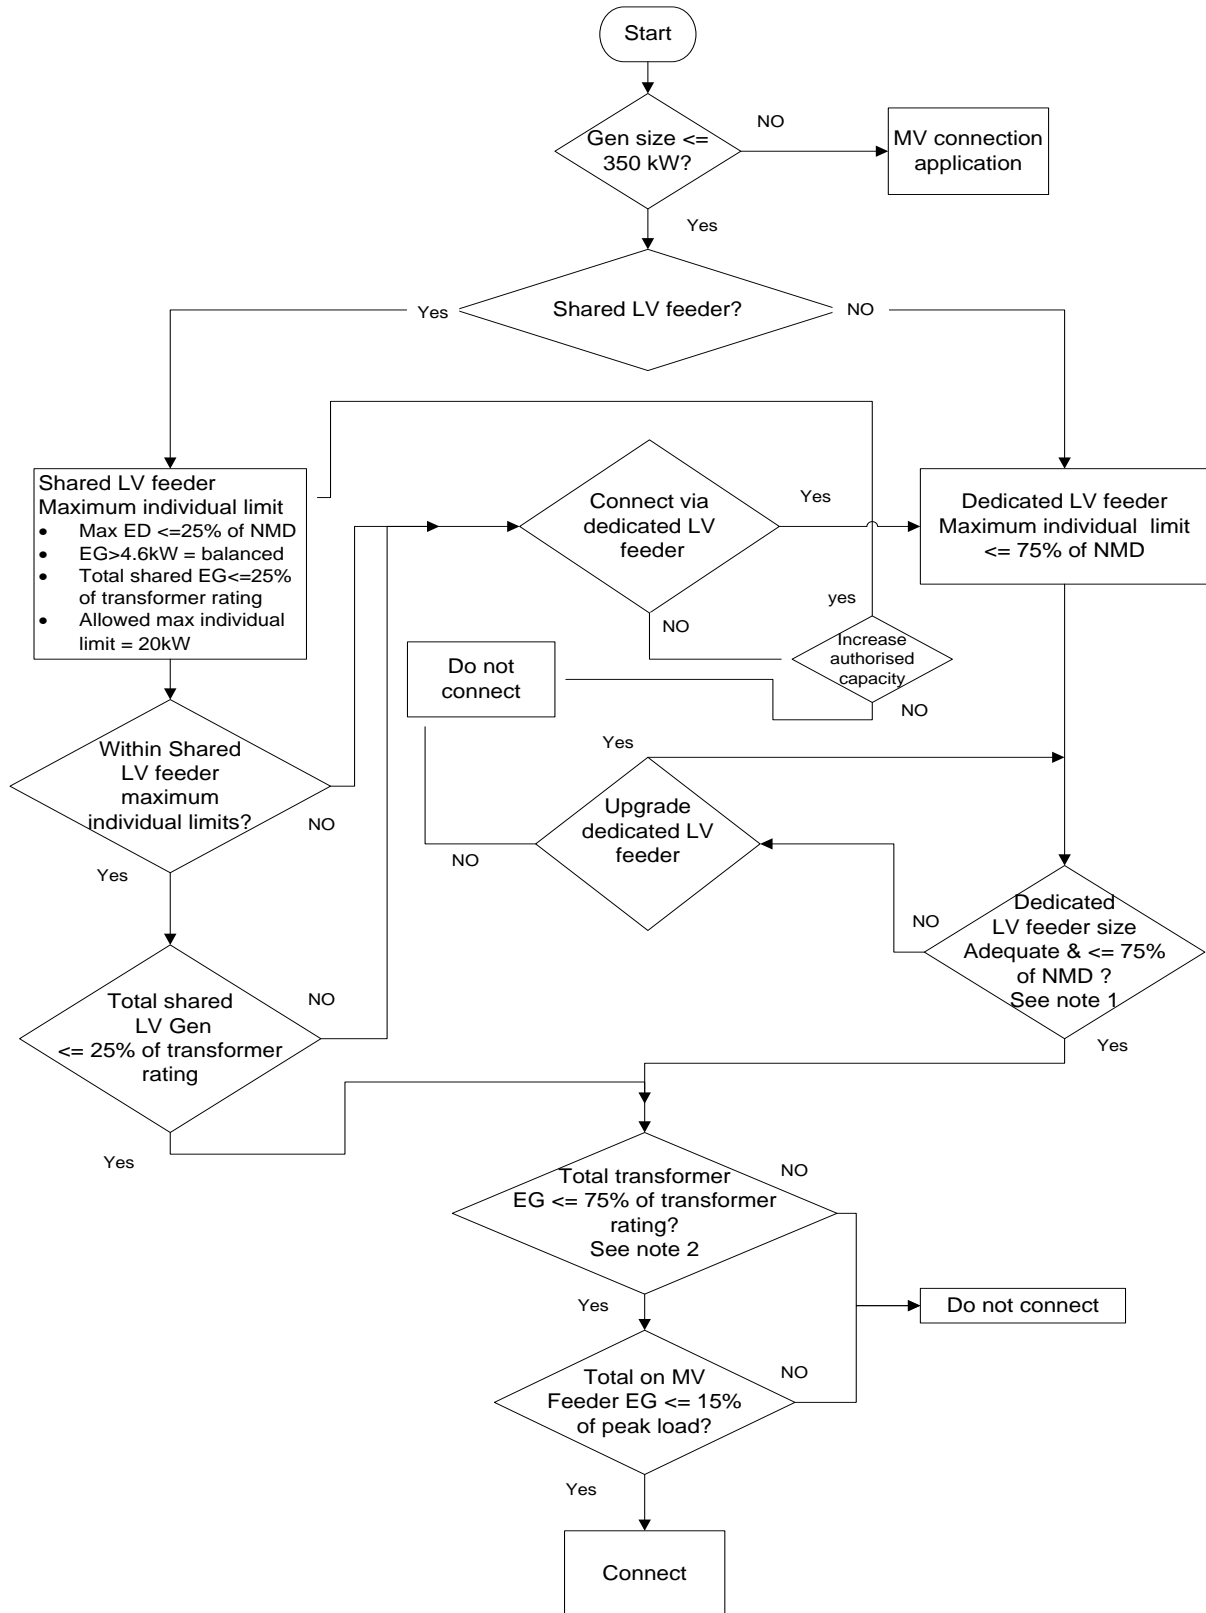 Start
Gen size <=
350 kW?
NO
MV connection
application
Yes
Shared LV feeder?
Yes
NO
Shared LV feeder
Maximum individual limit
• Max ED <=25% of NMD
• EG>4.6kW = balanced
• Total shared EG<=25%
of transformer rating
• Allowed max individual
limit = 20kW
Connect via
dedicated LV
feeder
Yes
NO
Dedicated LV feeder
Maximum individual limit
<= 75% of NMD
yes
Increase
authorised
capacity
NO
Do not
connect
Within Shared
LV feeder
maximum
individual limits?
NO
Yes
Yes
Upgrade
dedicated LV
feeder
NO
NO
Dedicated
LV feeder size
Adequate & <= 75%
of NMD ?
See note 1
Yes
Total shared
LV Gen
<= 25% of transformer
rating
NO
Yes
Total transformer
EG <= 75% of transformer
rating?
See note 2
NO
Yes
Do not connect
Total on MV
Feeder EG <= 15%
of peak load?
NO
Yes
Connect